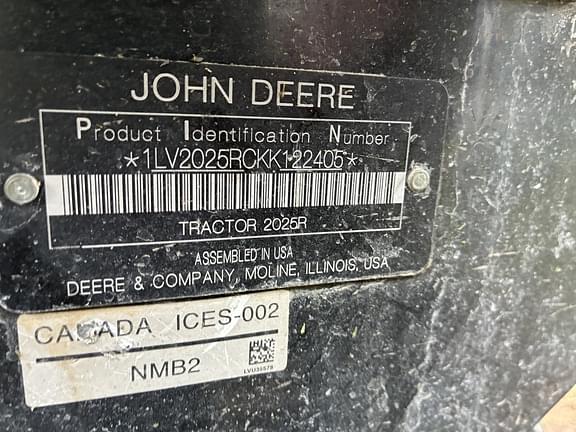 JOHN DEERE
Product Identification Number
*1LV2025RCKK122405*
TRACTOR 2025R
ASSEMBLED IN USA
DEERE & COMPANY, MOLINE, ILLINOIS, USA
CANADA ICES-002
NMB2